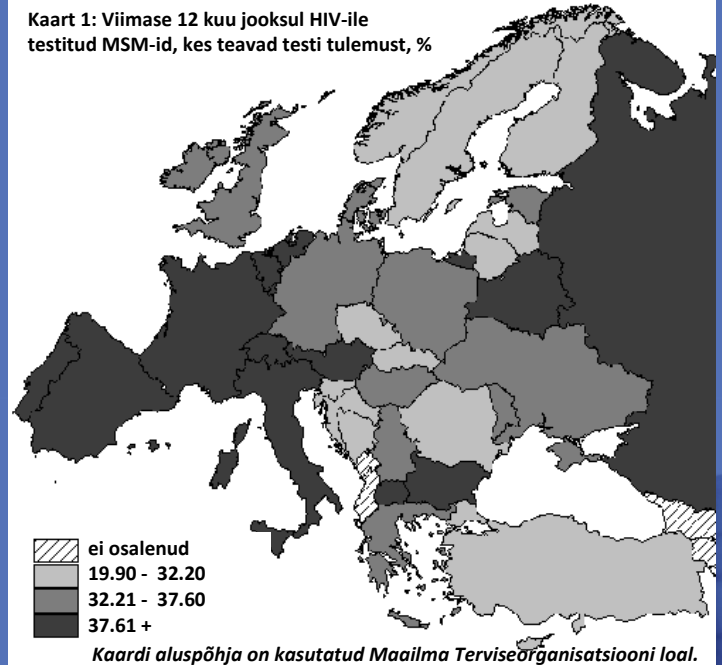 Kaart 1: Viimase 12 kuu jooksul HIV-ile
testitud MSM-id, kes teavad testi tulemust, %
ei osalenud
19.90 - 32.20
32.21 - 37.60
37.61 +
Kaardi aluspõhja on kasutatud Maailma Terviseorganisatsiooni loal.